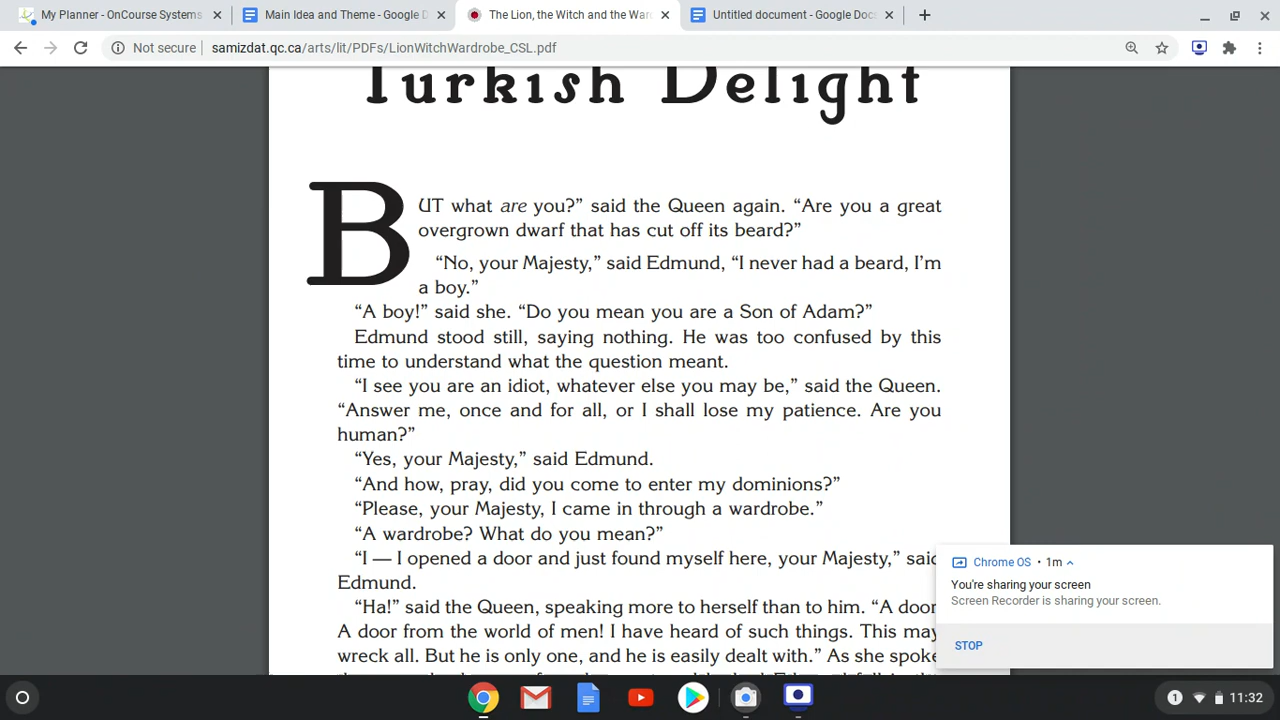 My Planner - OnCourse Systems
Main Idea and Theme - Google D
The Lion, the Witch and the Ward
Untitled document - Google Docs
Not secure
samizdat.qc.ca/arts/lit/PDFs/LionWitchWardrobe_CSL.pdf
Turkish Delight
BUT what are you?” said the Queen again. “Are you a great
overgrown dwarf that has cut off its beard?”
“No, your Majesty,” said Edmund, “I never had a beard, I’m
a boy.”
“A boy!” said she. “Do you mean you are a Son of Adam?”
Edmund stood still, saying nothing. He was too confused by this
time to understand what the question meant.
“I see you are an idiot, whatever else you may be,” said the Queen.
“Answer me, once and for all, or I shall lose my patience. Are you
human?”
“Yes, your Majesty,” said Edmund.
“And how, pray, did you come to enter my dominions?”
“Please, your Majesty, I came in through a wardrobe.”
“A wardrobe? What do you mean?”
“I — I opened a door and just found myself here, your Majesty,” said
Edmund.
“Ha!” said the Queen, speaking more to herself than to him. “A door
A door from the world of men! I have heard of such things. This may
wreck all. But he is only one, and he is easily dealt with.” As she spoke
Chrome OS • 1m
You're sharing your screen
Screen Recorder is sharing your screen.
STOP
1
11:32